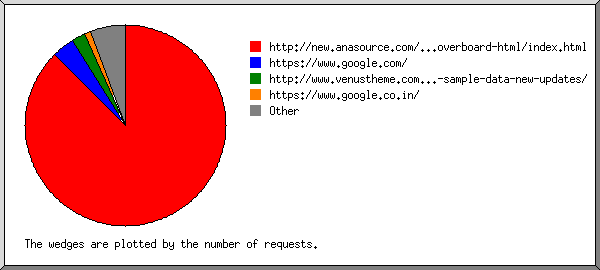 http://new.anasource.com/...overboard-html/index.html
https://www.google.com/
http://www.venustheme.com...-sample-data-new-updates/
https://www.google.co.in/
Other
The wedges are plotted by the number of requests.